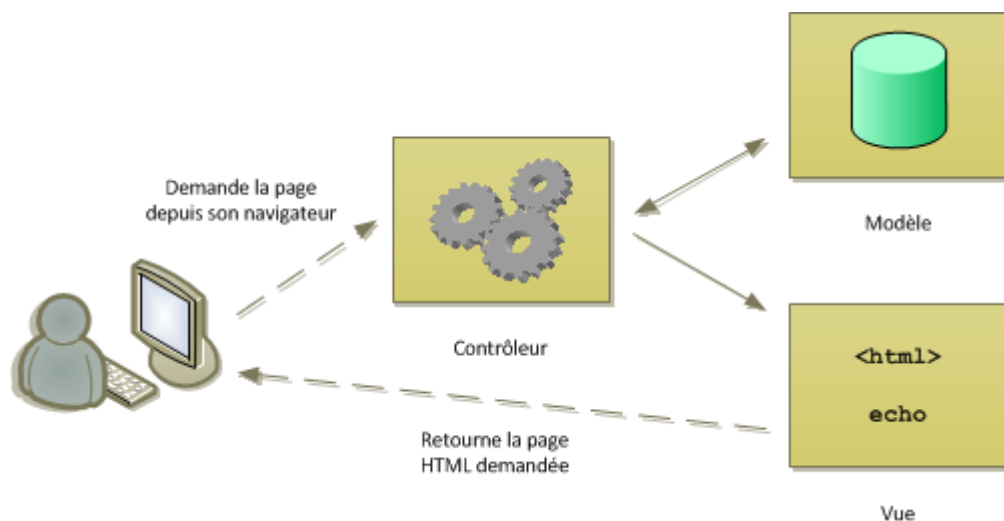 Demande la page
depuis son navigateur
Contrôleur
Modèle
<html>
echo
Vue
Retourne la page
HTML demandée